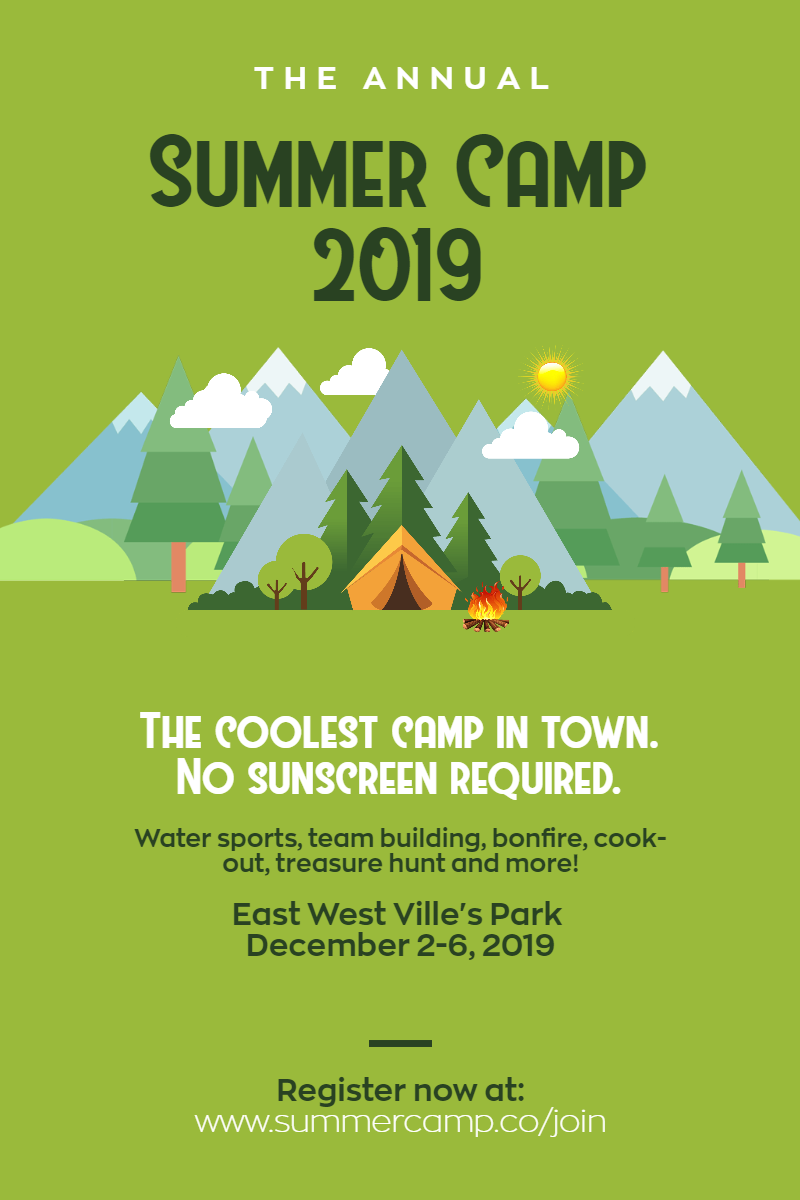 THE ANNUAL
SUMMER CAMP
2019
THE COOLEST CAMP IN TOWN.
NO SUNSCREEN REQUIRED.
Water sports, team building, bonfire, cook-
out, treasure hunt and more!
East West Ville's Park
December 2-6, 2019
Register now at:
www.summercamp.co/join